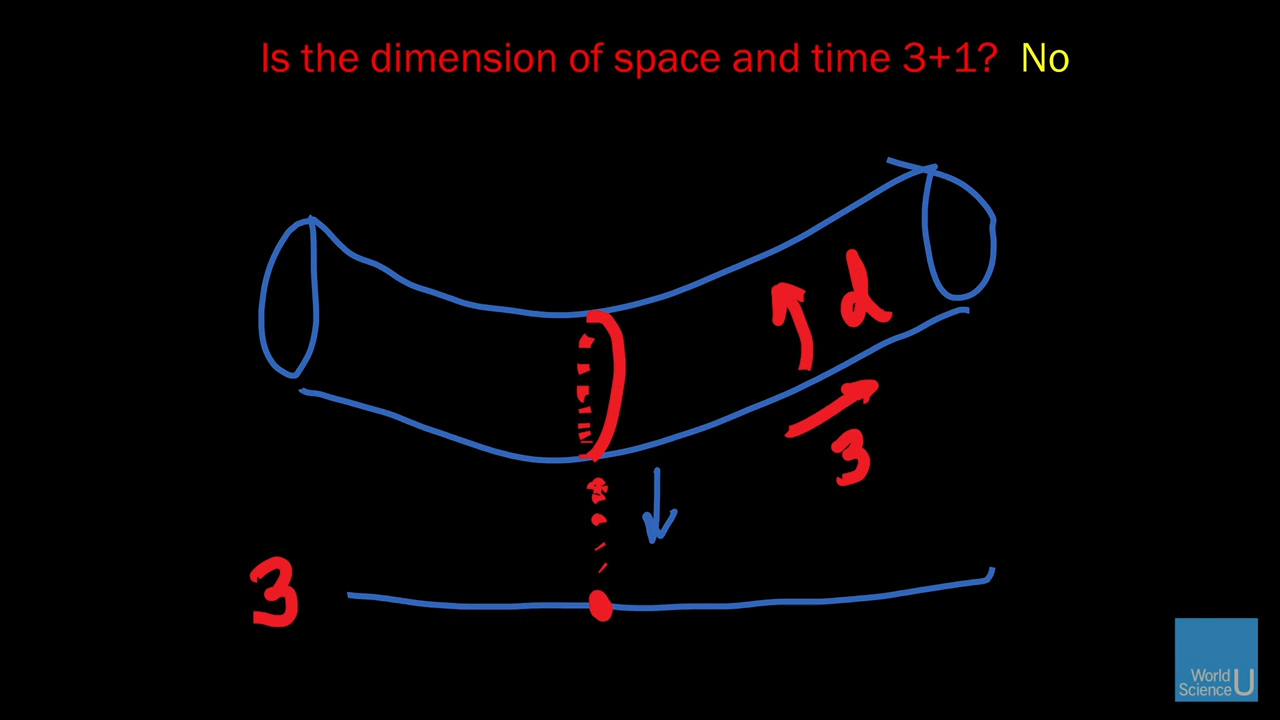 Is the dimension of space and time 3+1? No
d
3
3
World
Science U